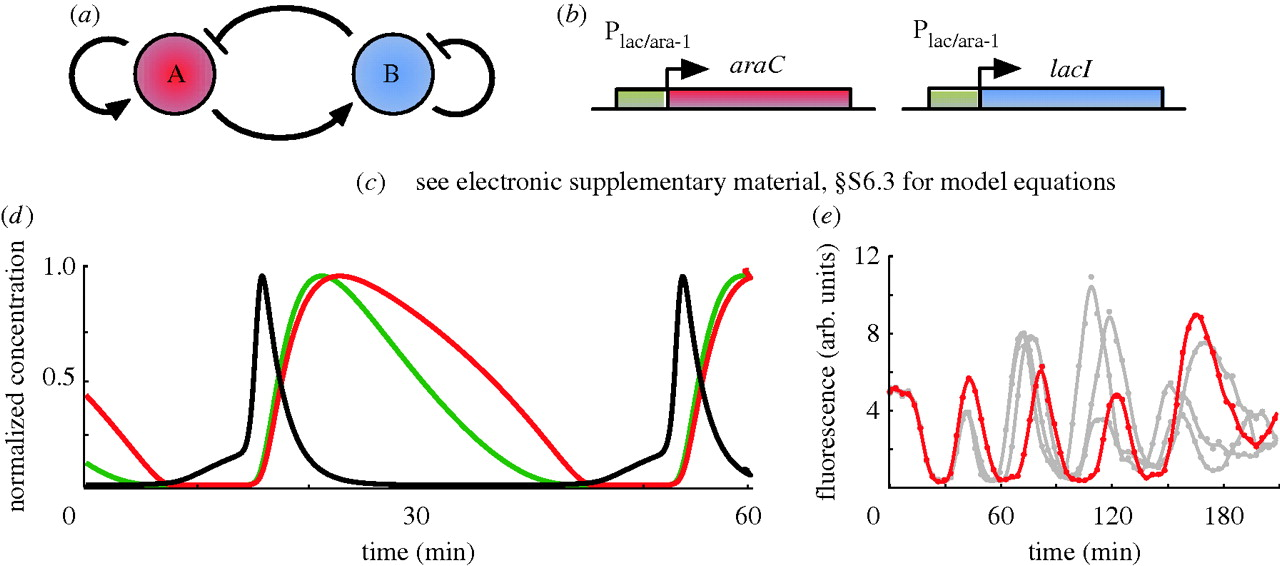 (a)
A
B
(b)
Plac/ara-1
araC
Plac/ara-1
lacI
(c) see electronic supplementary material, §S6.3 for model equations
(d)
normalized concentration
1.0
0.5
0 30 60
time (min)
(e)
fluorescence (arb. units)
12
8
4
0 60 120 180
time (min)